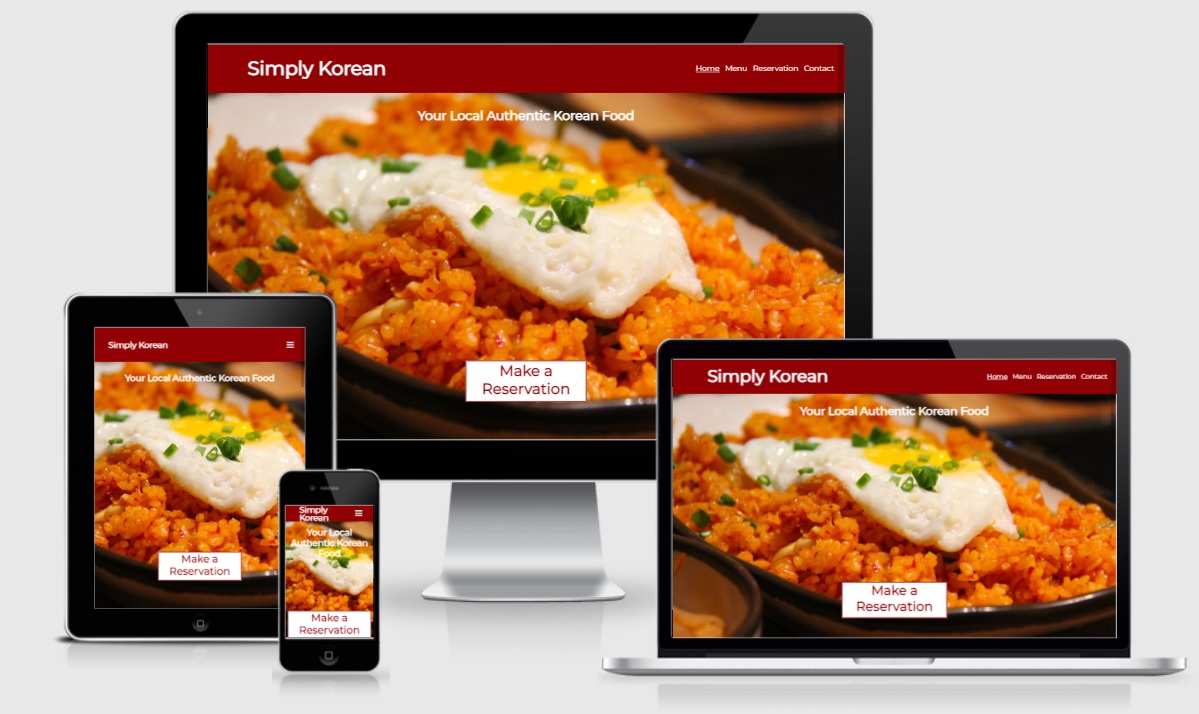 Simply Korean
Home Menu Reservation Contact
Your Local Authentic Korean Food
Make a
Reservation
Simply Korean
Your Local Authentic Korean Food
Make a
Reservation
Simply
Korean
Your Local
Authentic Korean
Food
Make a
Reservation
Simply Korean
Home Menu Reservation Contact
Your Local Authentic Korean Food
Make a
Reservation